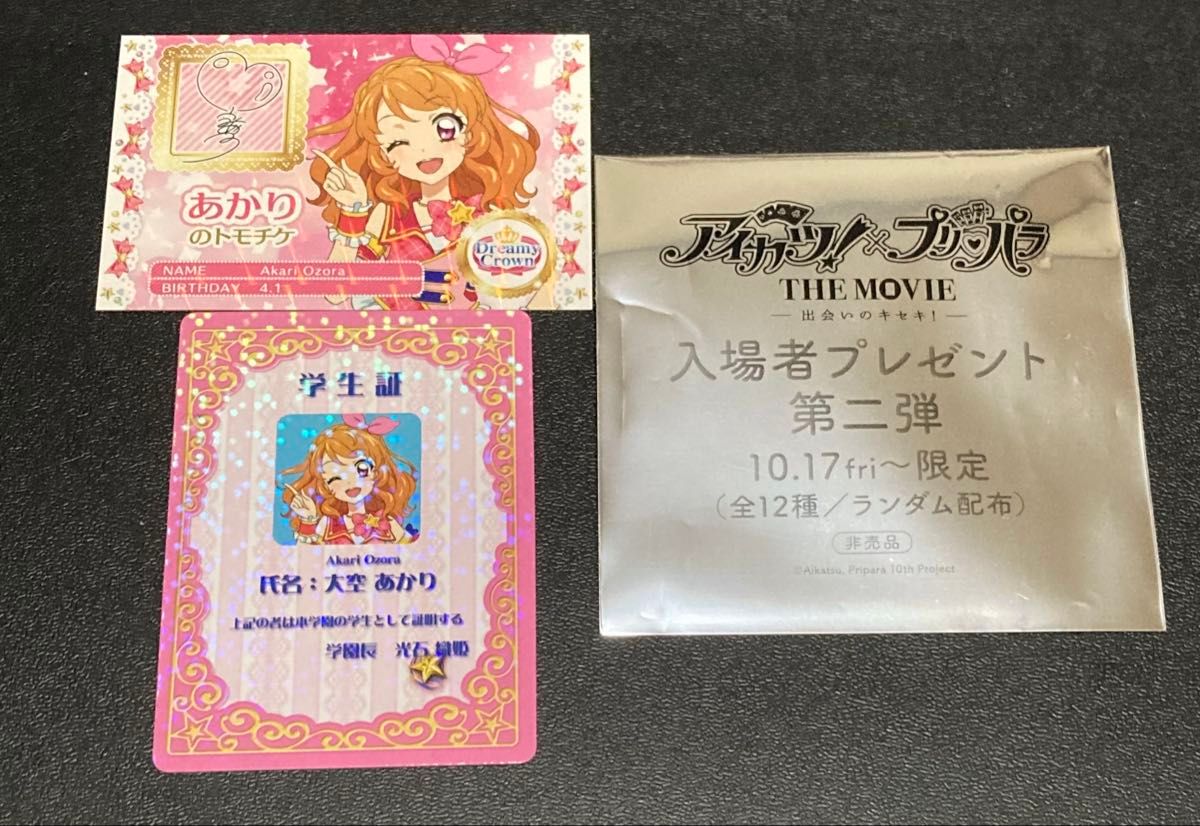 あかり
のトモチケ
Dreamy
Crown
NAME Akari Ozora
BIRTHDAY 4.1
学生証
Akari Ozora
氏名：大空 あかり
上記の者は本学園の学生として証明する
学園長 光石 織姫
アイカツ！×プリパラ
THE MOVIE
―出会いのキセキ！―
入場者プレゼント
第二弾
10.17fri～限定
（全12種／ランダム配布）
非売品
©Aikatsu, Pripara 10th Project